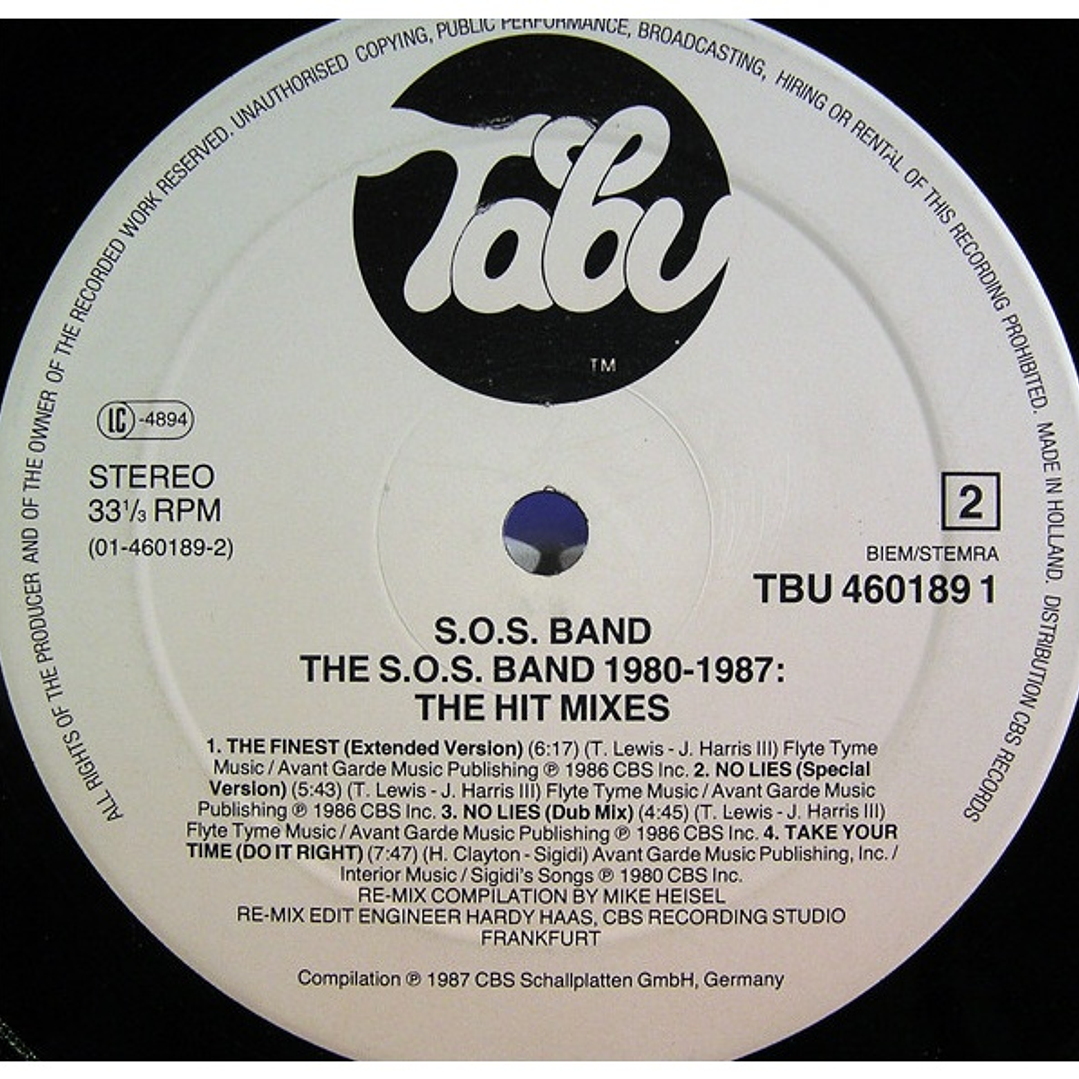 ALL RIGHTS OF THE PRODUCER AND OF THE OWNER OF THE RECORDED WORK RESERVED. UNAUTHORISED COPYING, PUBLIC PERFORMANCE, BROADCASTING, HIRING OR RENTAL OF THIS RECORDING PROHIBITED. MADE IN HOLLAND. DISTRIBUTION CBS RECORDS
Tabu
TM
LC -4894
STEREO
33 1/3 RPM
(01-460189-2)
2
BIEM/STEMRA
TBU 460189 1
S.O.S. BAND
THE S.O.S. BAND 1980-1987:
THE HIT MIXES
1. THE FINEST (Extended Version) (6:17) (T. Lewis - J. Harris III) Flyte Tyme
Music / Avant Garde Music Publishing ℗ 1986 CBS Inc. 2. NO LIES (Special
Version) (5:43) (T. Lewis - J. Harris III) Flyte Tyme Music / Avant Garde Music
Publishing ℗ 1986 CBS Inc. 3. NO LIES (Dub Mix) (4:45) (T. Lewis - J. Harris III)
Flyte Tyme Music / Avant Garde Music Publishing ℗ 1986 CBS Inc. 4. TAKE YOUR
TIME (DO IT RIGHT) (7:47) (H. Clayton - Sigidi) Avant Garde Music Publishing, Inc. /
Interior Music / Sigidi's Songs ℗ 1980 CBS Inc.
RE-MIX COMPILATION BY MIKE HEISEL
RE-MIX EDIT ENGINEER HARDY HAAS, CBS RECORDING STUDIO
FRANKFURT
Compilation ℗ 1987 CBS Schallplatten GmbH, Germany